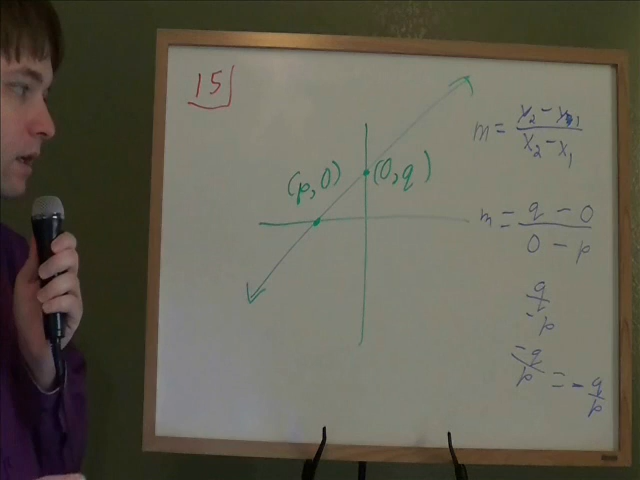 15
(p,0) (0,q)
m = y₂ - y₁ / x₂ - x₁
m = q - 0 / 0 - p
q / -p
-q / p = - q / p